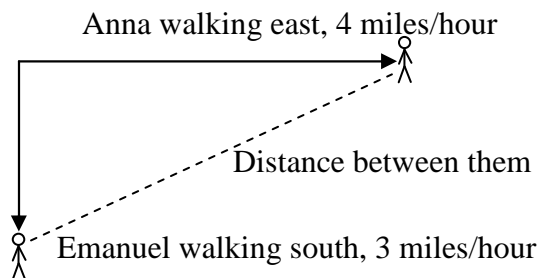 Anna walking east, 4 miles/hour
Distance between them
Emanuel walking south, 3 miles/hour